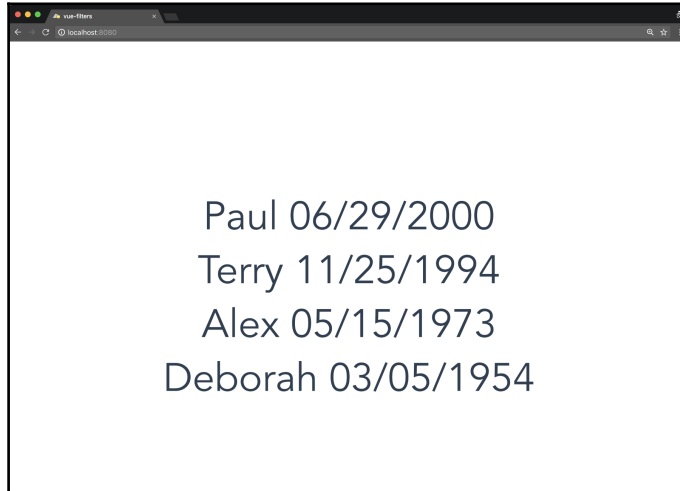 vue-filters
localhost:8080
Paul 06/29/2000
Terry 11/25/1994
Alex 05/15/1973
Deborah 03/05/1954